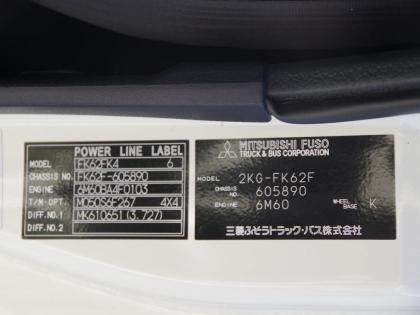 POWER LINE LABEL
MODEL FK62FK4 6
CHASSIS NO. FK62F-605890
ENGINE 6M60BA4F0103
T/M·OPT. M050S6F267 4X4
DIFF.NO.1 MK610651(3.727)
DIFF.NO.2
MITSUBISHI FUSO
TRUCK & BUS CORPORATION
MODEL 2KG-FK62F
CHASSIS NO. 605890
ENGINE 6M60 WHEEL BASE K
三菱ふそうトラック・バス株式会社